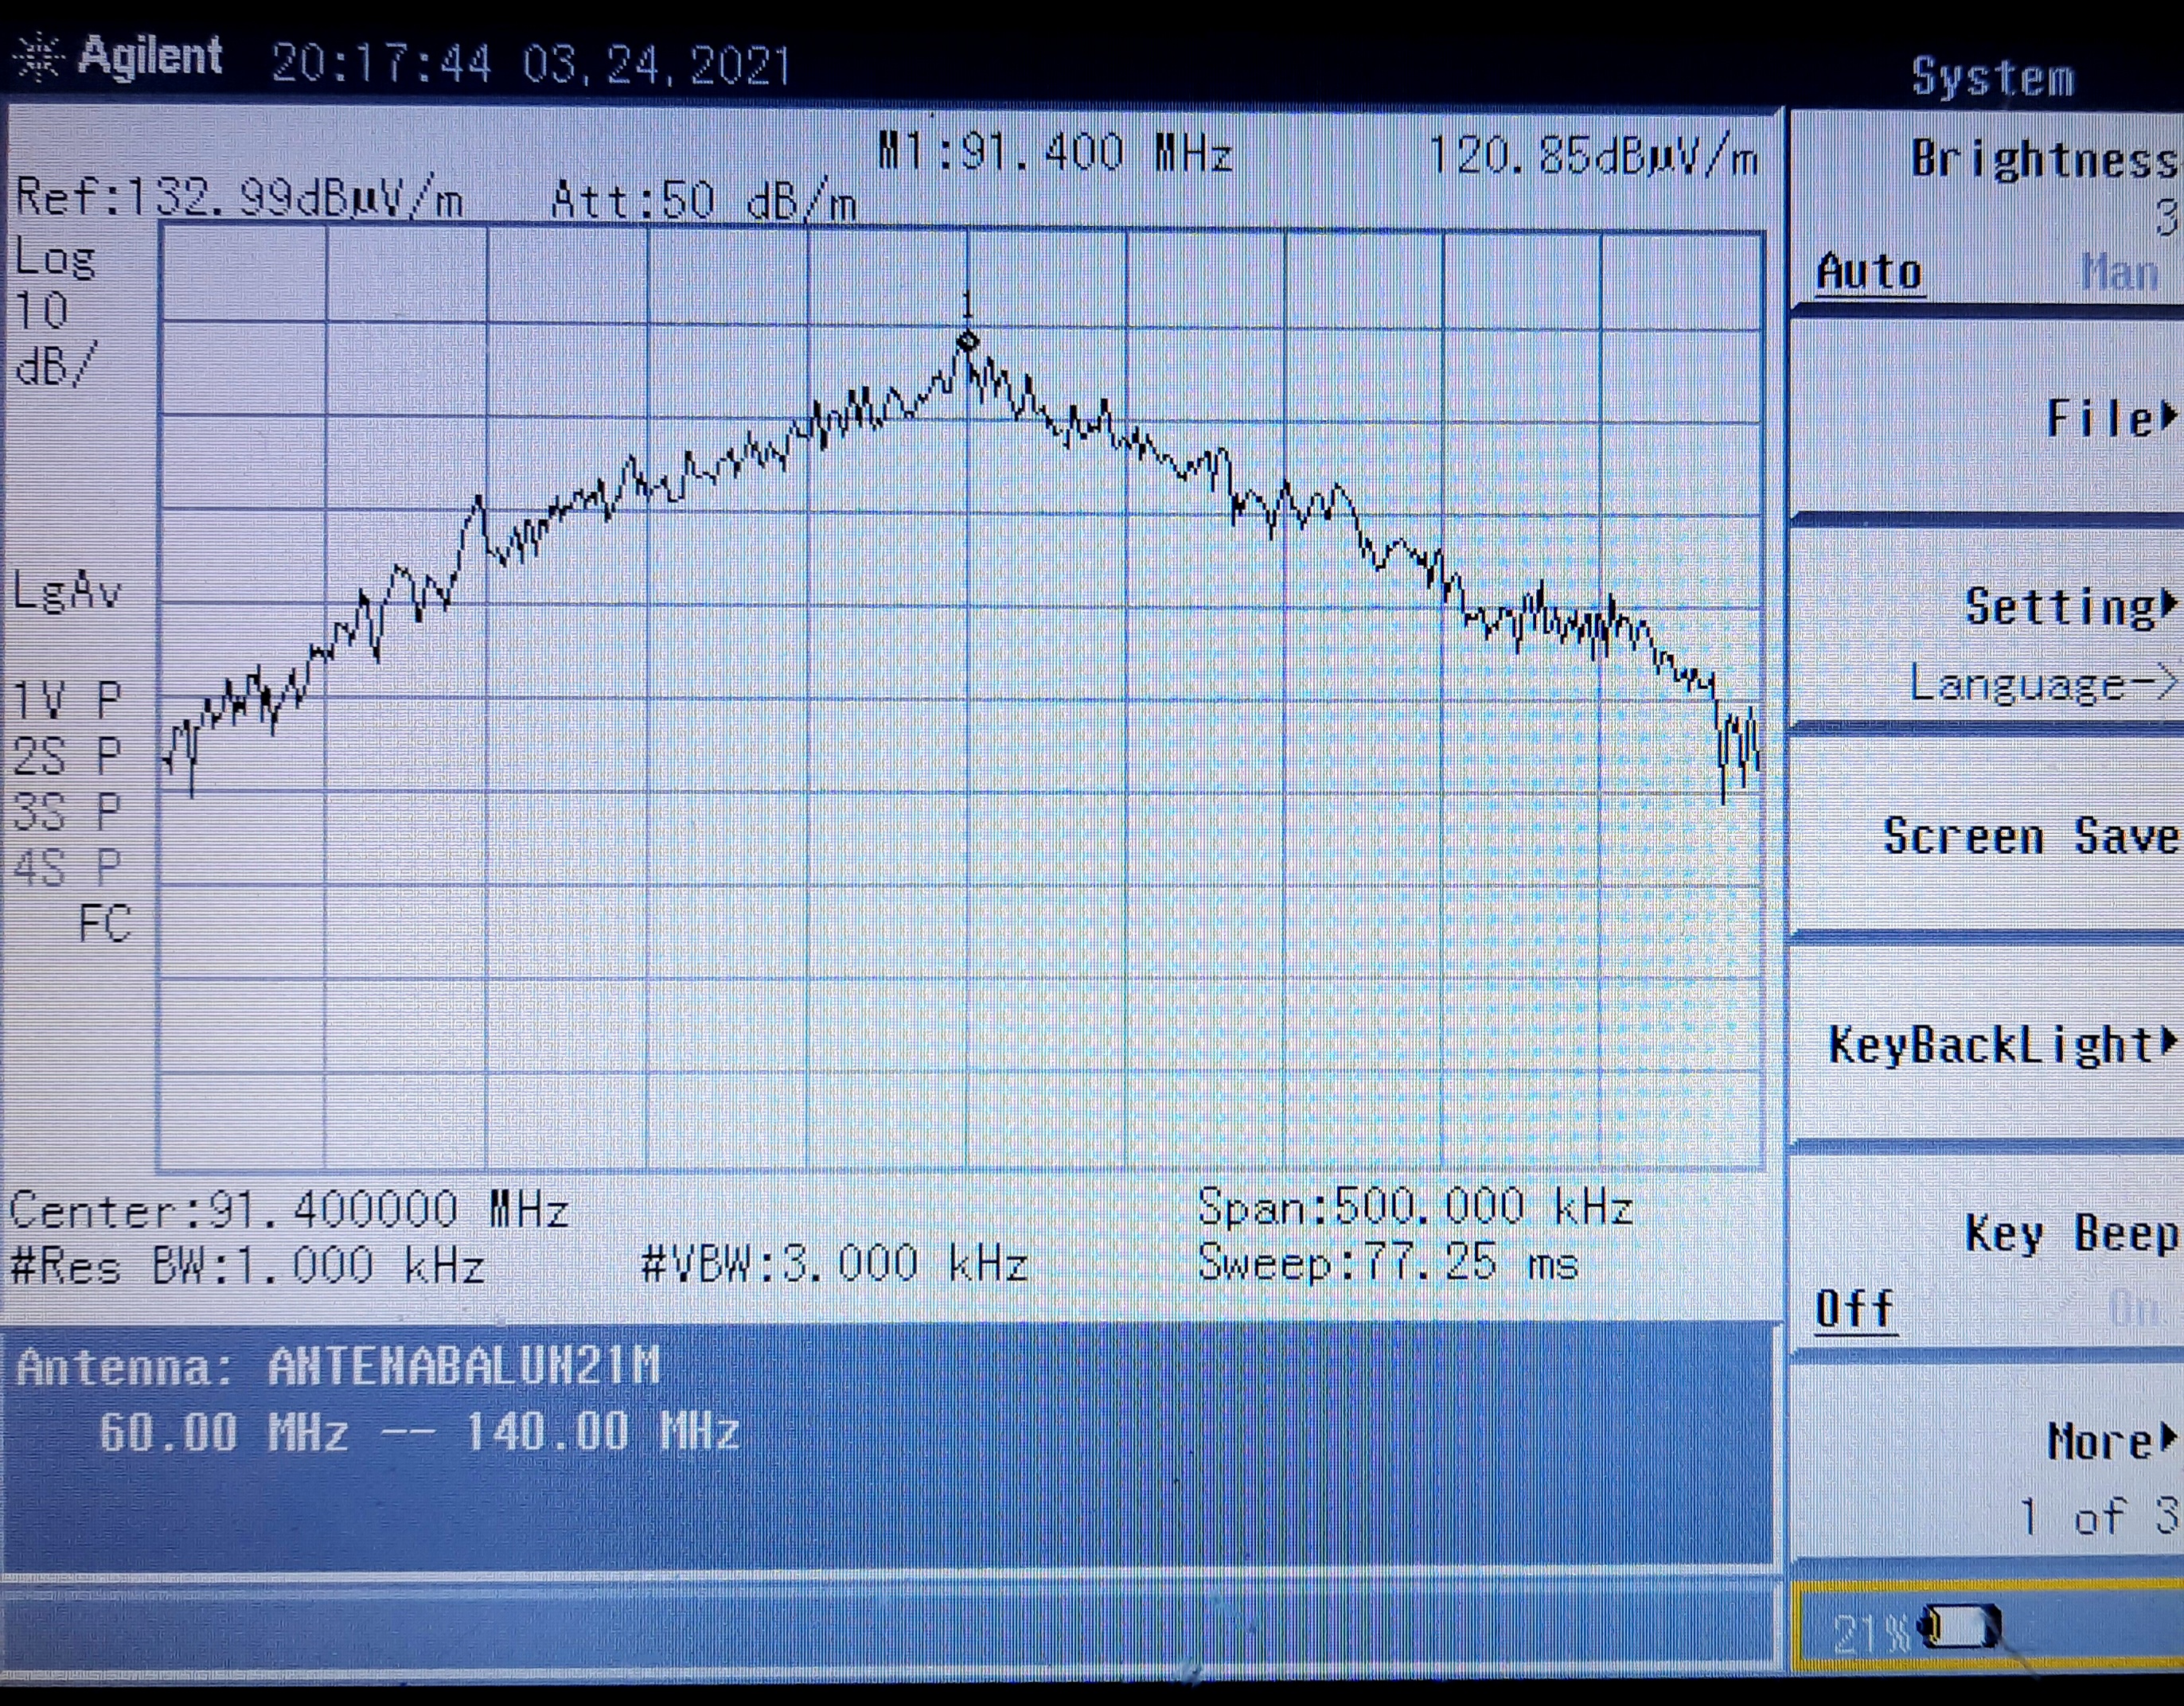 Agilent 20:17:44 03,24,2021
System
M1:91.400 MHz 120.85dBµV/m
Ref:132.99dBµV/m Att:50 dB/m
Log
10
dB/
1
LgAv
1V P
2S P
3S P
4S P
FC
Center:91.400000 MHz Span:500.000 kHz
#Res BW:1.000 kHz #VBW:3.000 kHz Sweep:77.25 ms
Antenna: ANTENABALUN21M
60.00 MHz -- 140.00 MHz
Brightness
3
Auto Man
File
Setting
Language->
Screen Save
KeyBackLight
Key Beep
Off On
More
1 of 3
21%